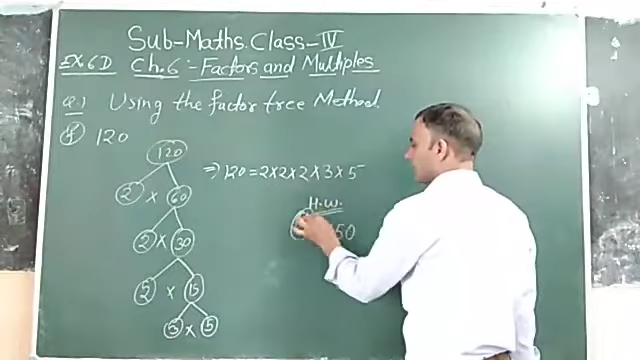 Sub-Maths. Class-IV
EX.6D Ch.6:-Factors and Multiples
Q.1) Using the factor tree Method.
120
120
⇒120=2×2×2×3×5
2 × 60
H.W.
50
2 × 30
2 × 15
3 × 5